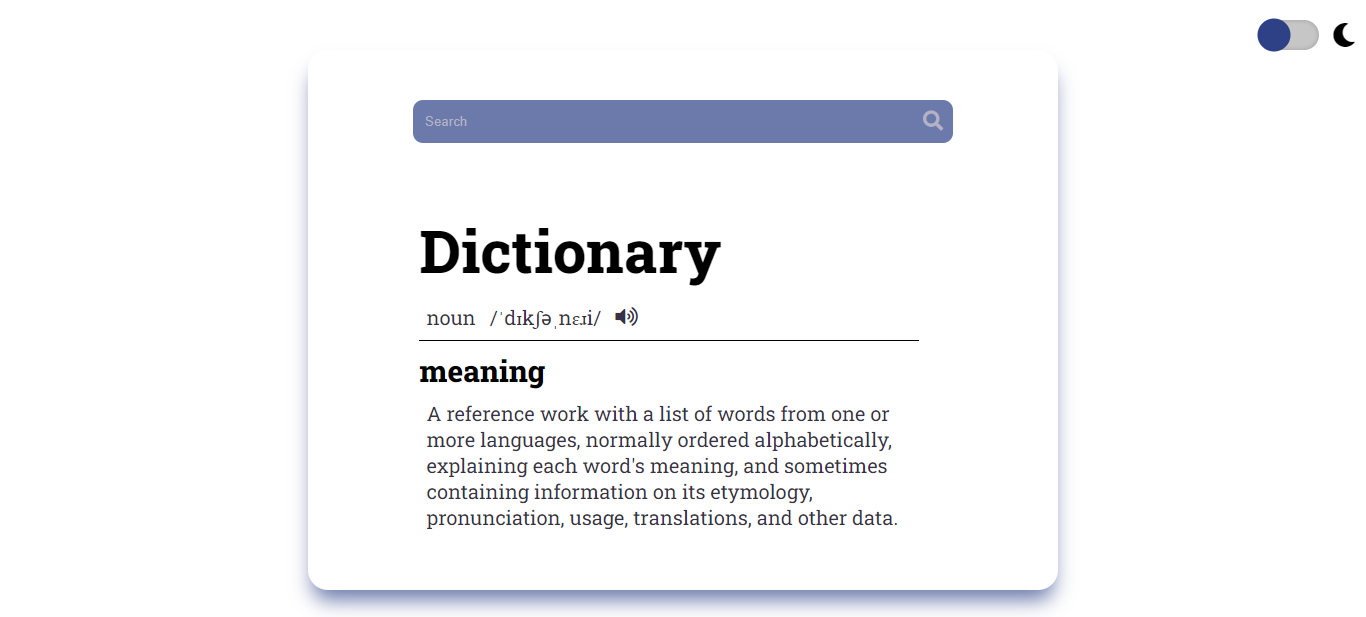 Search
Dictionary
noun /ˈdɪkʃəˌnɛɹi/
meaning
A reference work with a list of words from one or
more languages, normally ordered alphabetically,
explaining each word's meaning, and sometimes
containing information on its etymology,
pronunciation, usage, translations, and other data.